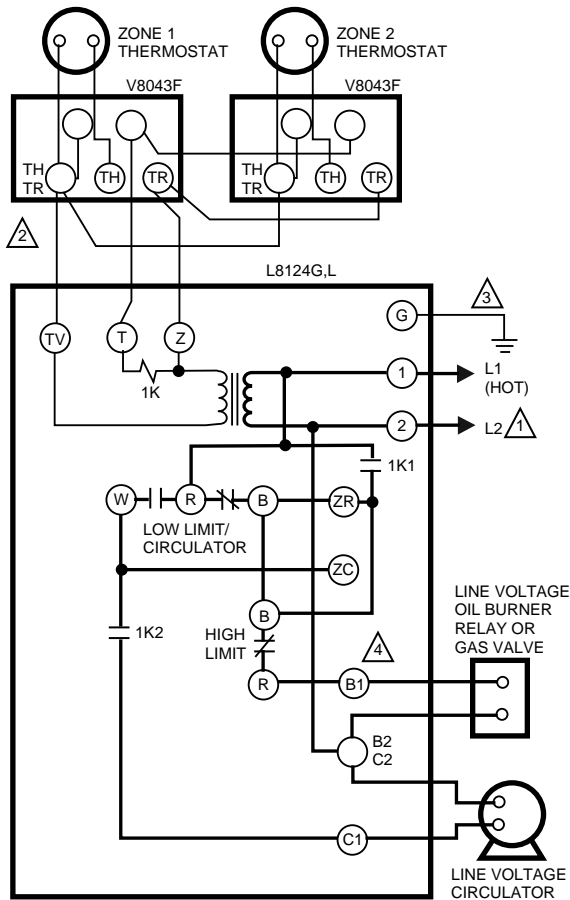 ZONE 1
THERMOSTAT
ZONE 2
THERMOSTAT
V8043F
V8043F
TH
TR
TH
TR
TH
TR
TH
TR
2
L8124G,L
3
TV
T
Z
G
1K
1
L1
(HOT)
2
L2
1
1K1
W
R
B
ZR
LOW LIMIT/
CIRCULATOR
ZC
LINE VOLTAGE
OIL BURNER
RELAY OR
GAS VALVE
1K2
B
HIGH
LIMIT
4
R
B1
B2
C2
C1
LINE VOLTAGE
CIRCULATOR